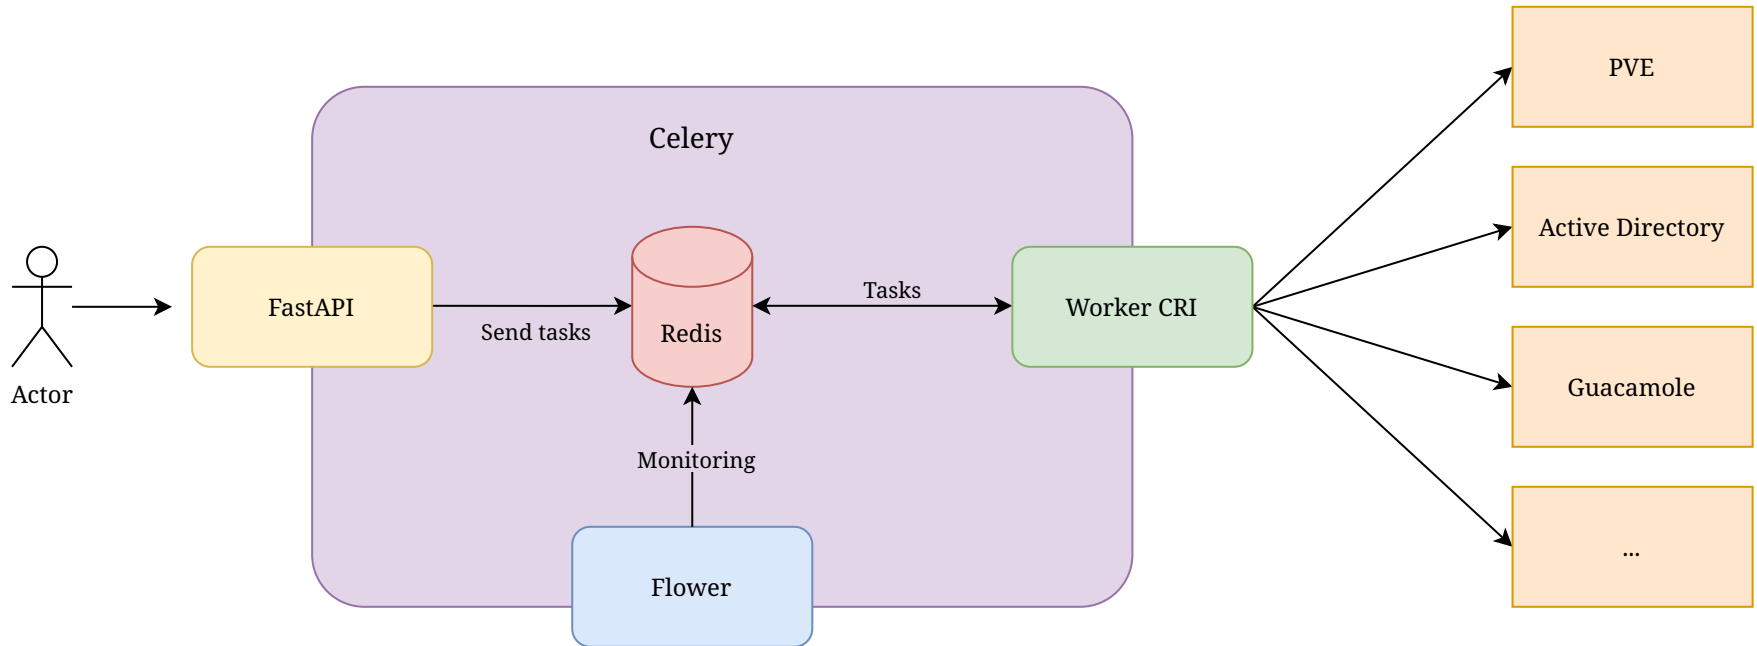 PVE
Celery
Active Directory
FastAPI
Send tasks
Redis
Tasks
Worker CRI
Actor
Guacamole
Monitoring
Flower
...